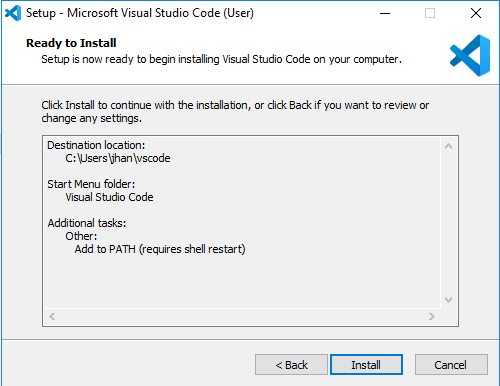 Setup - Microsoft Visual Studio Code (User)
Ready to Install
Setup is now ready to begin installing Visual Studio Code on your computer.
Click Install to continue with the installation, or click Back if you want to review or
change any settings.
Destination location:
C:\Users\jhan\vscode
Start Menu folder:
Visual Studio Code
Additional tasks:
Other:
Add to PATH (requires shell restart)
< Back
Install
Cancel